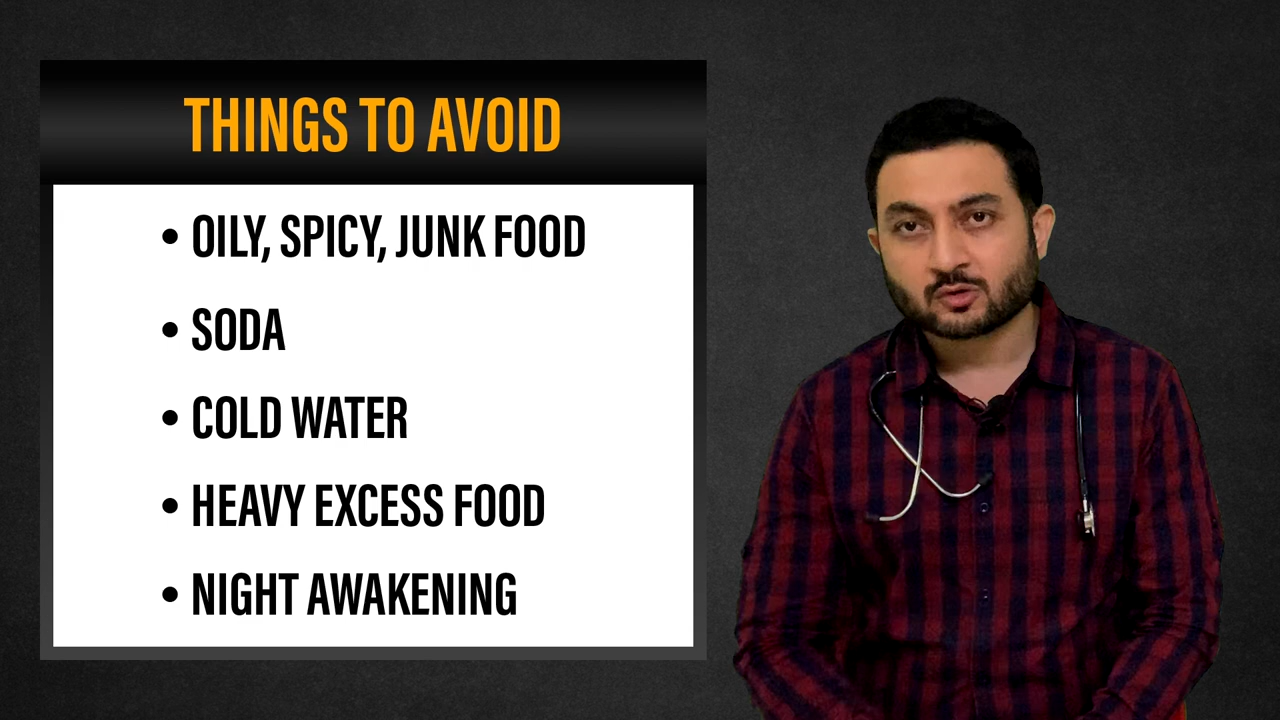 THINGS TO AVOID
• OILY, SPICY, JUNK FOOD
• SODA
• COLD WATER
• HEAVY EXCESS FOOD
• NIGHT AWAKENING